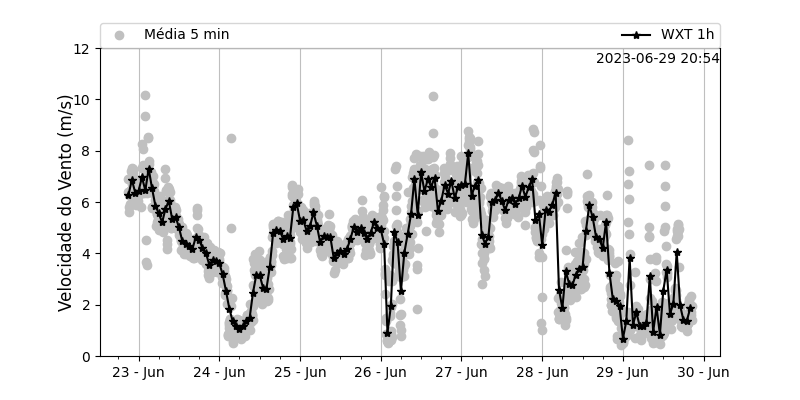 Média 5 min
WXT 1h
2023-06-29 20:54
Velocidade do Vento (m/s)
12
10
8
6
4
2
0
23 - Jun
24 - Jun
25 - Jun
26 - Jun
27 - Jun
28 - Jun
29 - Jun
30 - Jun